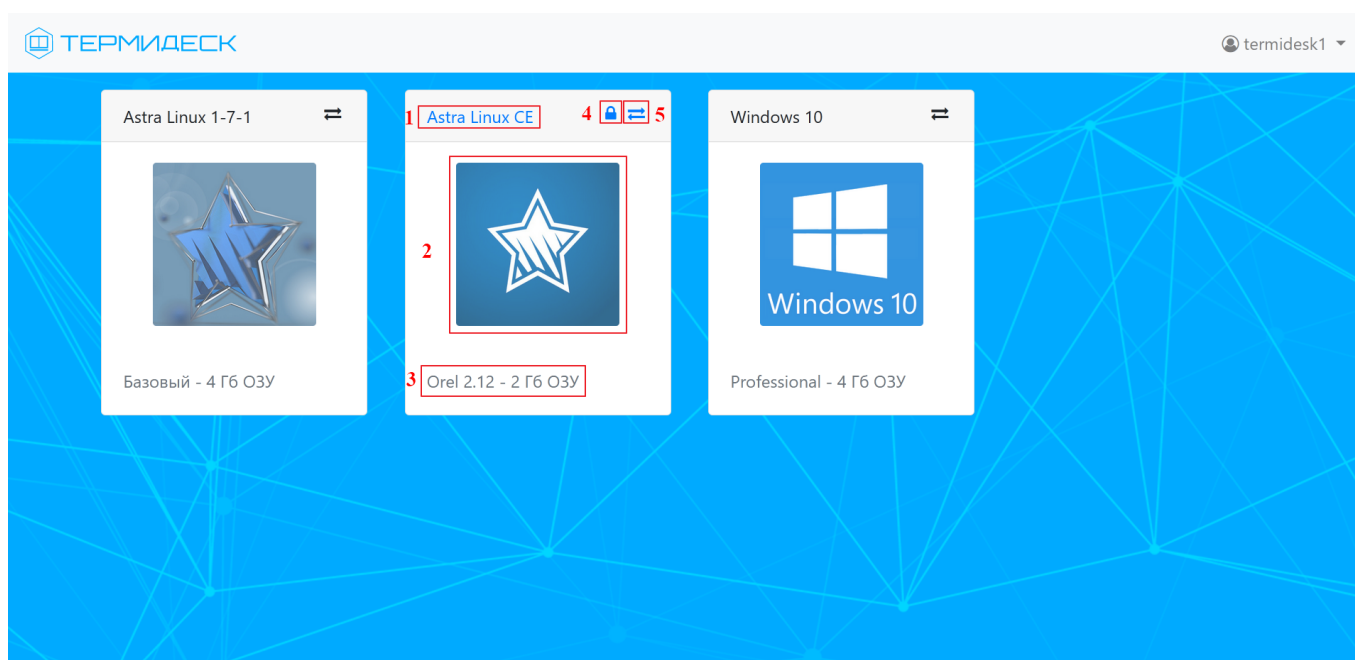 ТЕРМИДЕСК
termidesk1
Astra Linux 1-7-1
1 Astra Linux CE 4 5
Windows 10
2
Windows 10
Базовый - 4 Гб ОЗУ
3 Orel 2.12 - 2 Гб ОЗУ
Professional - 4 Гб ОЗУ